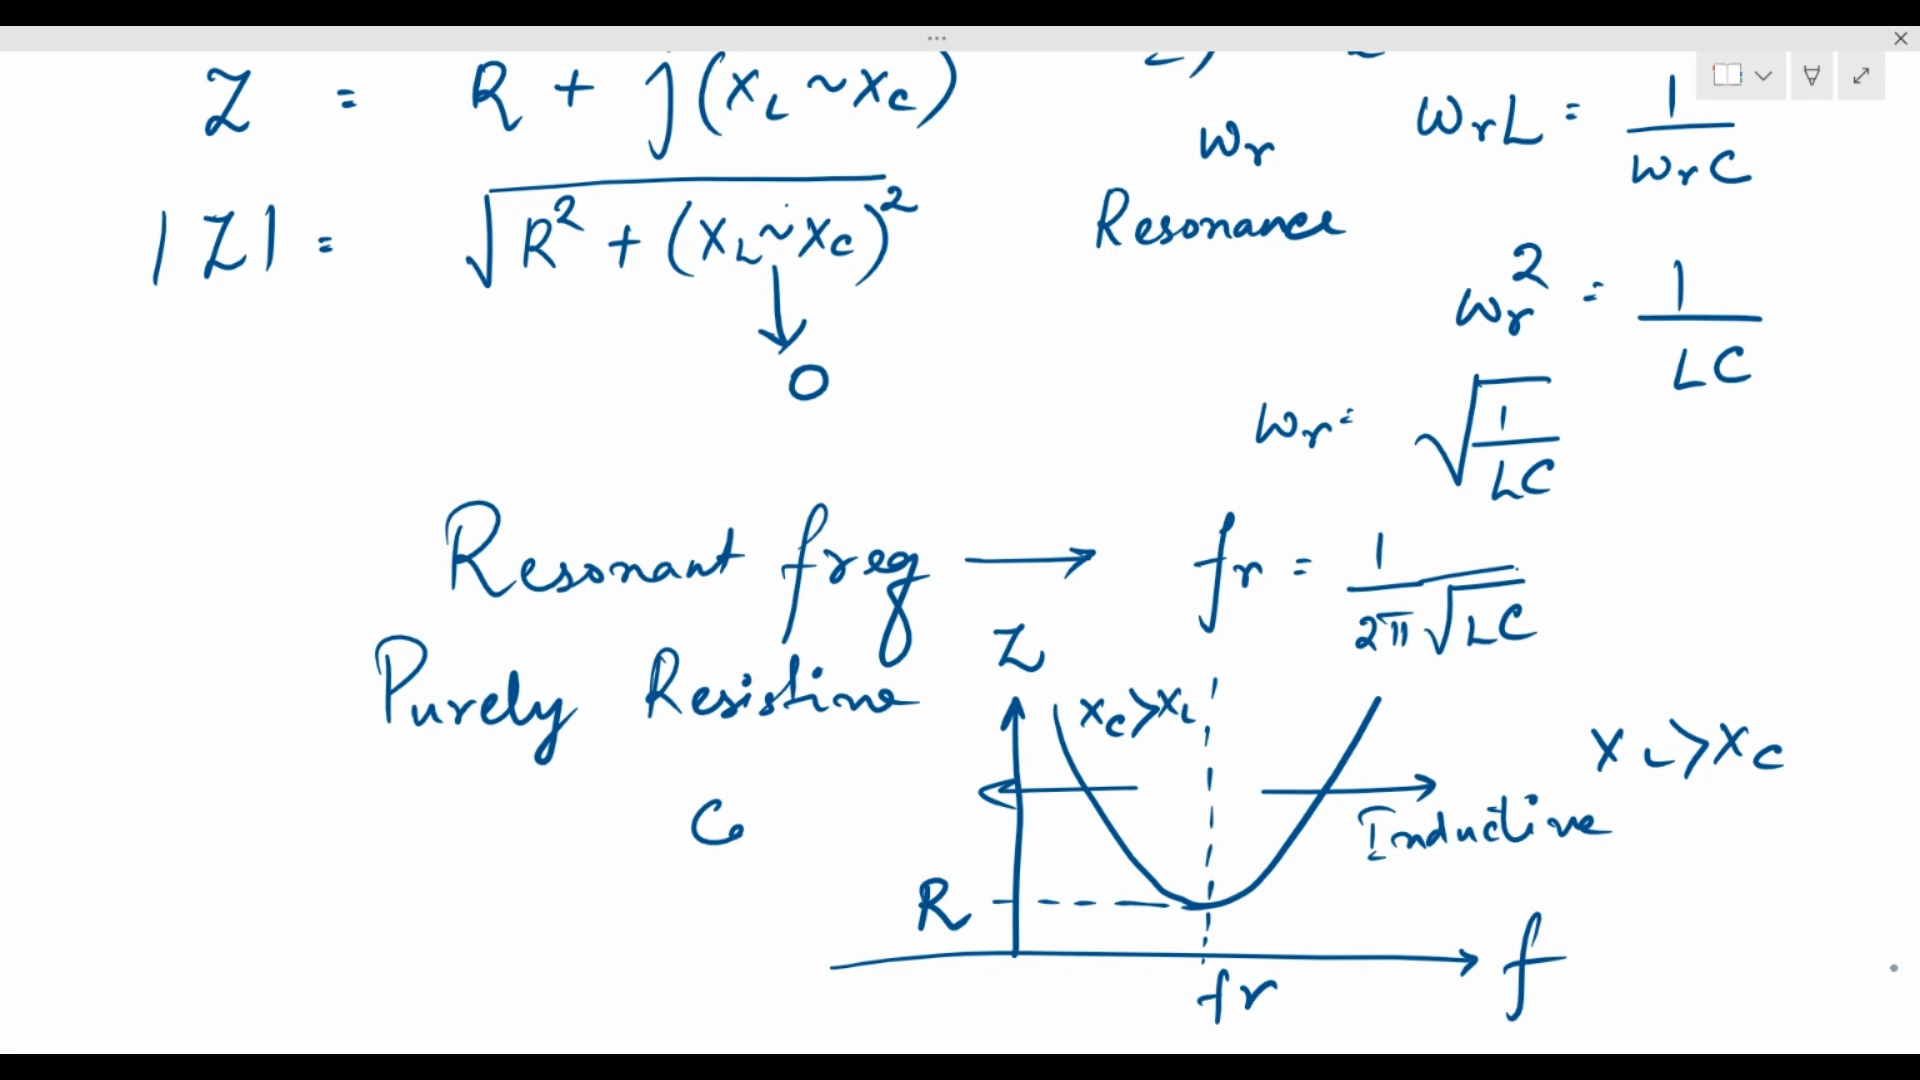 Z = R + j(XL ~ XC)
|Z| = √R² + (XL ~ XC)²
0
ωr
Resonance
ωrL = 1/ωrC
ωr² = 1/LC
ωr = √1/LC
Resonant freq → fr = 1/2π√LC
Purely Resistive
Z
XC > XL
XL > XC
Inductive
Co
R
fr
f